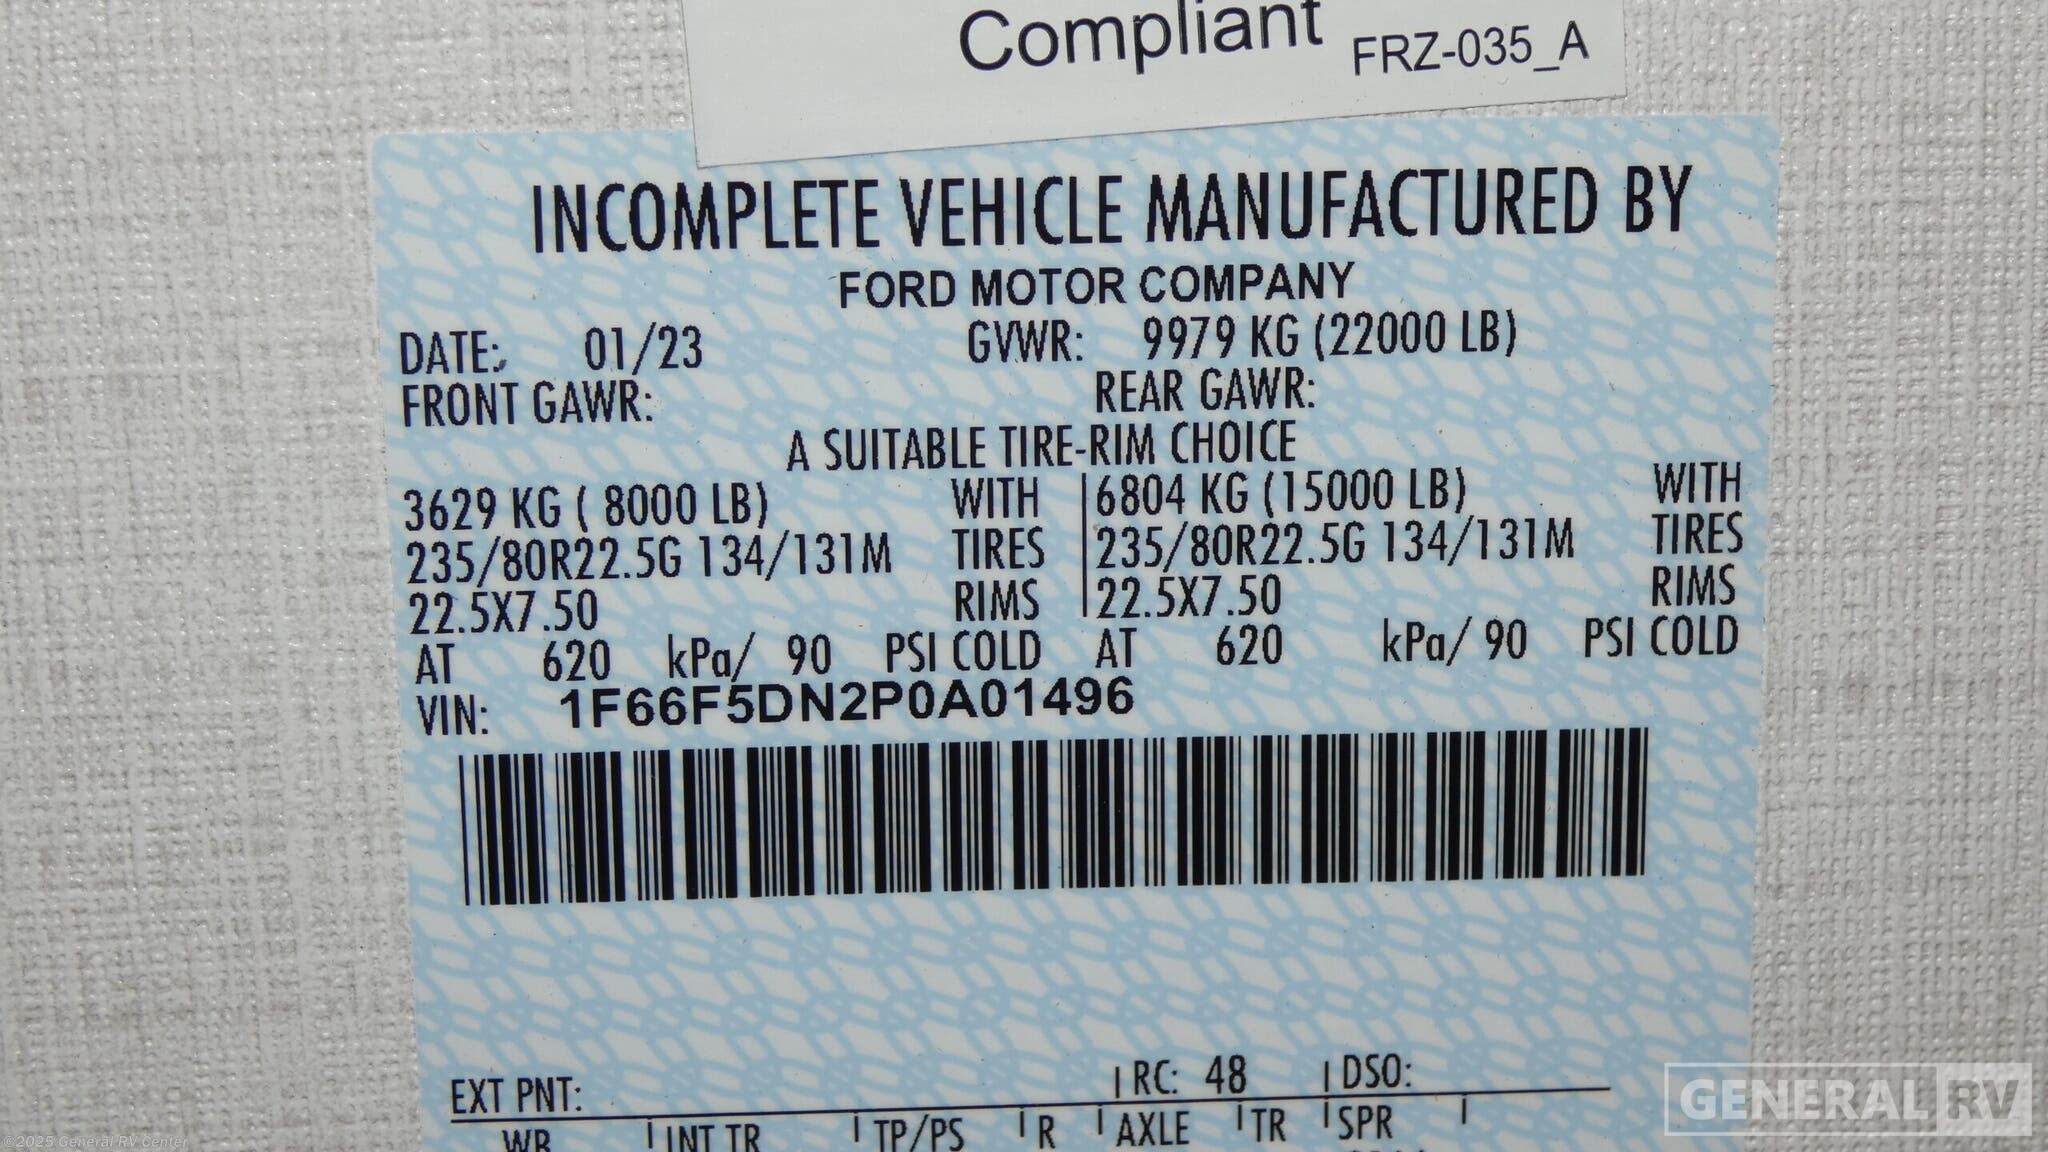 Compliant FRZ-035_A
INCOMPLETE VEHICLE MANUFACTURED BY
FORD MOTOR COMPANY
DATE: 01/23 GVWR: 9979 KG (22000 LB)
FRONT GAWR: REAR GAWR:
A SUITABLE TIRE-RIM CHOICE
3629 KG ( 8000 LB) WITH 6804 KG (15000 LB) WITH
235/80R22.5G 134/131M TIRES 235/80R22.5G 134/131M TIRES
22.5X7.50 RIMS 22.5X7.50 RIMS
AT 620 kPa/ 90 PSI COLD AT 620 kPa/ 90 PSI COLD
VIN: 1F66F5DN2P0A01496
EXT PNT: RC: 48 DSO:
WB INT TR TP/PS R AXLE TR SPR
GENERAL RV
©2025 General RV Center